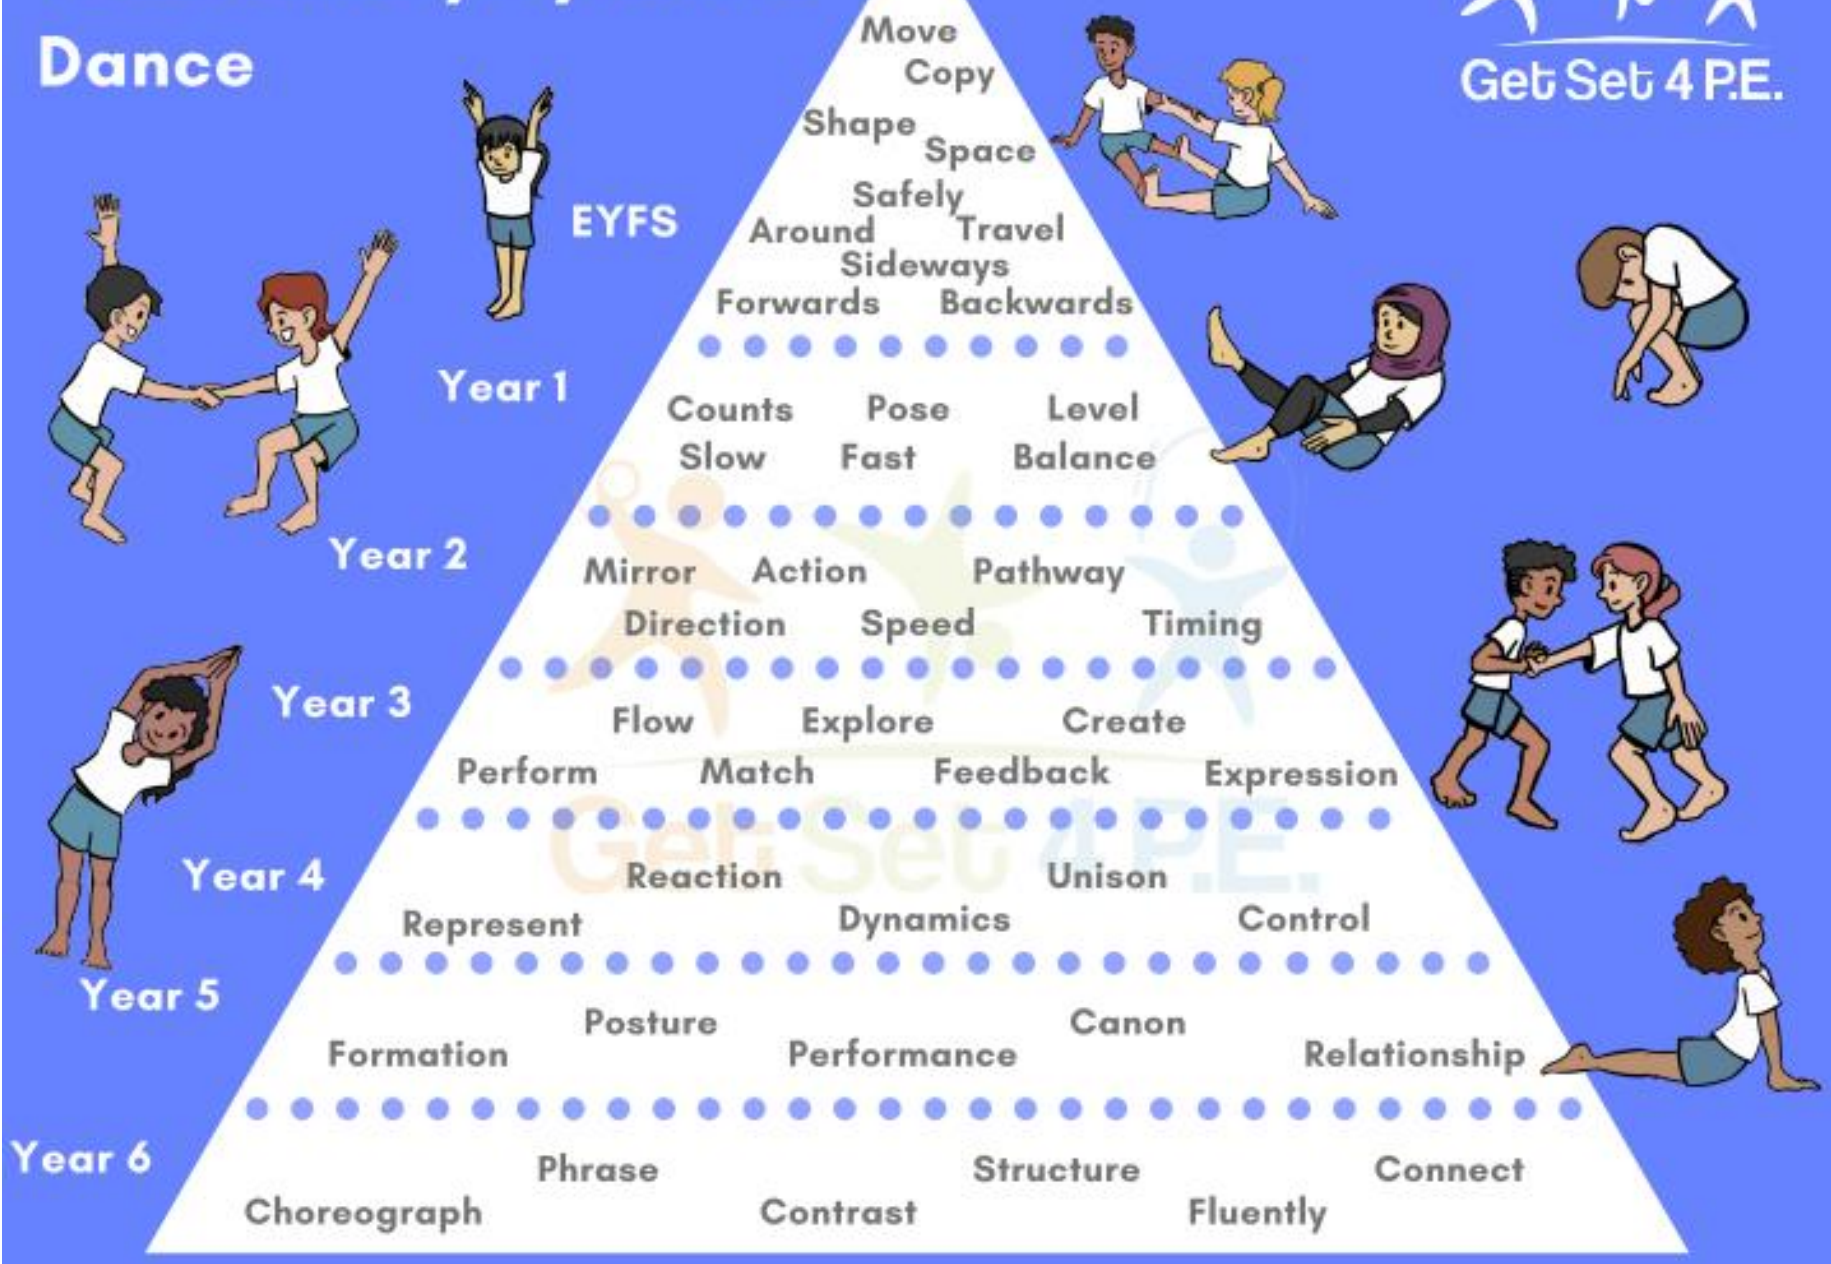 Dance
Get Set 4 P.E.
Move
Copy
Shape
Space
Safely
Around Travel
Sideways
Forwards Backwards
EYFS
Year 1
Counts Pose Level
Slow Fast Balance
Year 2
Mirror Action Pathway
Direction Speed Timing
Year 3
Flow Explore Create
Perform Match Feedback Expression
Get Set 4 P.E.
Year 4
Reaction Unison
Represent Dynamics Control
Year 5
Posture Canon
Formation Performance Relationship
Year 6
Phrase Structure Connect
Choreograph Contrast Fluently